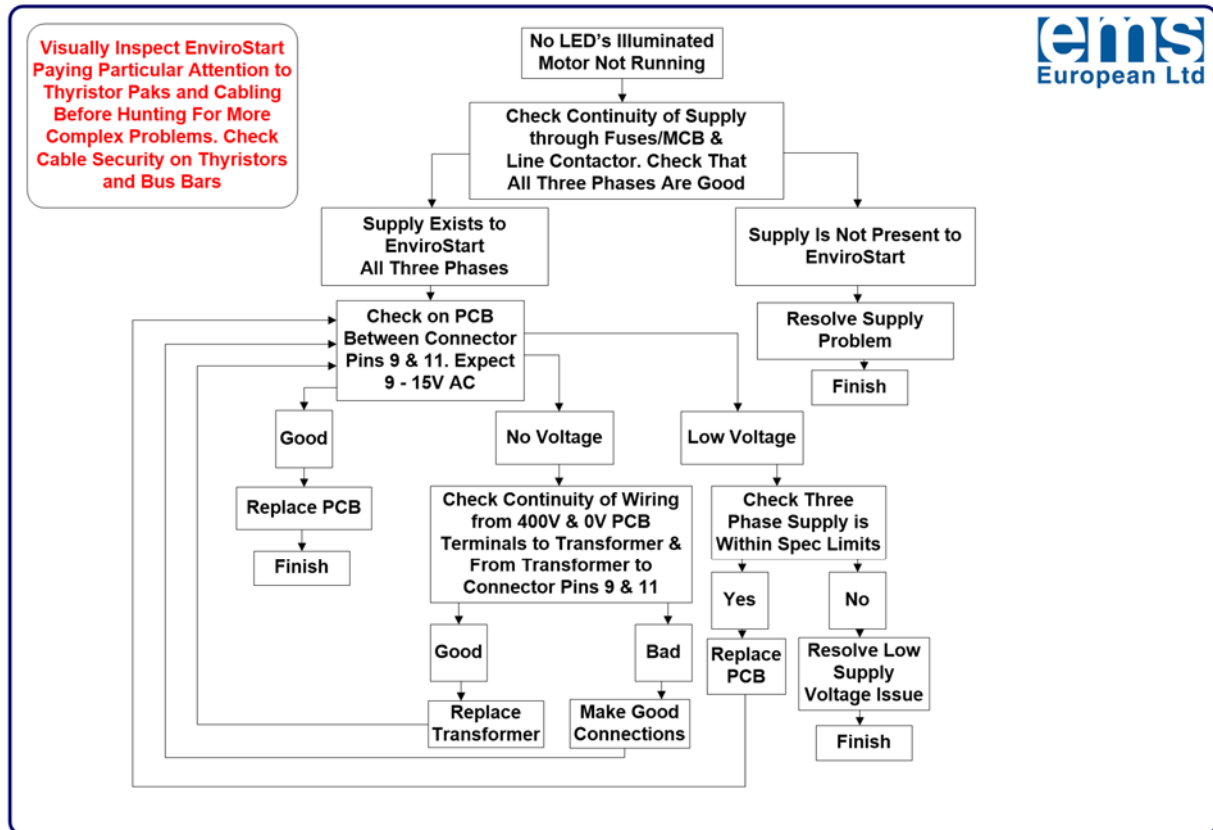 Visually Inspect EnviroStart
Paying Particular Attention to
Thyristor Paks and Cabling
Before Hunting For More
Complex Problems. Check
Cable Security on Thyristors
and Bus Bars
ems
European Ltd
No LED's Illuminated
Motor Not Running
Check Continuity of Supply
through Fuses/MCB &
Line Contactor. Check That
All Three Phases Are Good
Supply Exists to
EnviroStart
All Three Phases
Supply Is Not Present to
EnviroStart
Check on PCB
Between Connector
Pins 9 & 11. Expect
9 - 15V AC
Resolve Supply
Problem
Finish
Good
No Voltage
Low Voltage
Replace PCB
Finish
Check Continuity of Wiring
from 400V & 0V PCB
Terminals to Transformer &
From Transformer to
Connector Pins 9 & 11
Check Three
Phase Supply is
Within Spec Limits
Yes
No
Good
Bad
Replace
PCB
Resolve Low
Supply
Voltage Issue
Replace
Transformer
Make Good
Connections
Finish